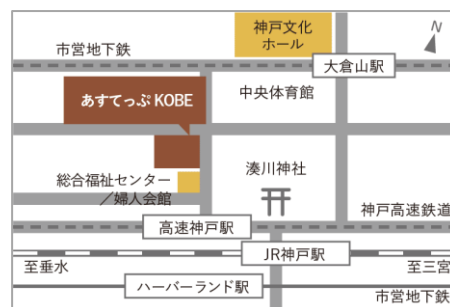 神戸文化
ホール
N
市営地下鉄
大倉山駅
あすてっぷ KOBE
中央体育館
総合福祉センター
／婦人会館
湊川神社
神戸高速鉄道
高速神戸駅
JR神戸駅
至垂水
至三宮
ハーバーランド駅
市営地下鉄